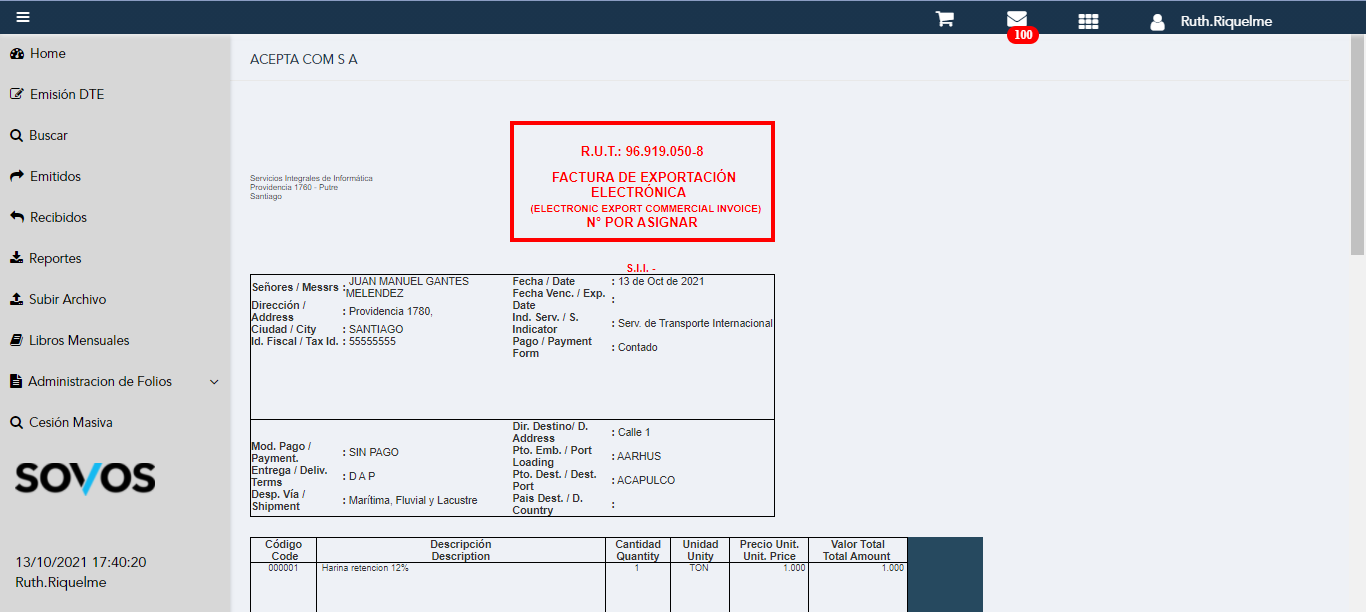 Ruth.Riquelme
100
Home
Emisión DTE
Buscar
Emitidos
Recibidos
Reportes
Subir Archivo
Libros Mensuales
Administracion de Folios
Cesión Masiva
SOVOS
13/10/2021 17:40:20
Ruth.Riquelme
ACEPTA COM S A
Servicios Integrales de Informática
Providencia 1760 - Putre
Santiago
R.U.T.: 96.919.050-8
FACTURA DE EXPORTACIÓN
ELECTRÓNICA
(ELECTRONIC EXPORT COMMERCIAL INVOICE)
N° POR ASIGNAR
S.I.I. -
Señores / Messrs : JUAN MANUEL GANTES
MELENDEZ
Dirección /
Address : Providencia 1780,
Ciudad / City : SANTIAGO
Id. Fiscal / Tax Id. : 55555555
Fecha / Date : 13 de Oct de 2021
Fecha Venc. / Exp.
Date :
Ind. Serv. / S.
Indicator : Serv. de Transporte Internacional
Pago / Payment
Form : Contado
Mod. Pago /
Payment. : SIN PAGO
Entrega / Deliv.
Terms : D A P
Desp. Vía /
Shipment : Marítima, Fluvial y Lacustre
Dir. Destino/ D.
Address : Calle 1
Pto. Emb. / Port
Loading : AARHUS
Pto. Dest. / Dest.
Port : ACAPULCO
Pais Dest. / D.
Country :
Código Descripción Cantidad Unidad Precio Unit. Valor Total
Code Description Quantity Unity Unit. Price Total Amount
000001 Harina retencion 12% 1 TON 1.000 1.000